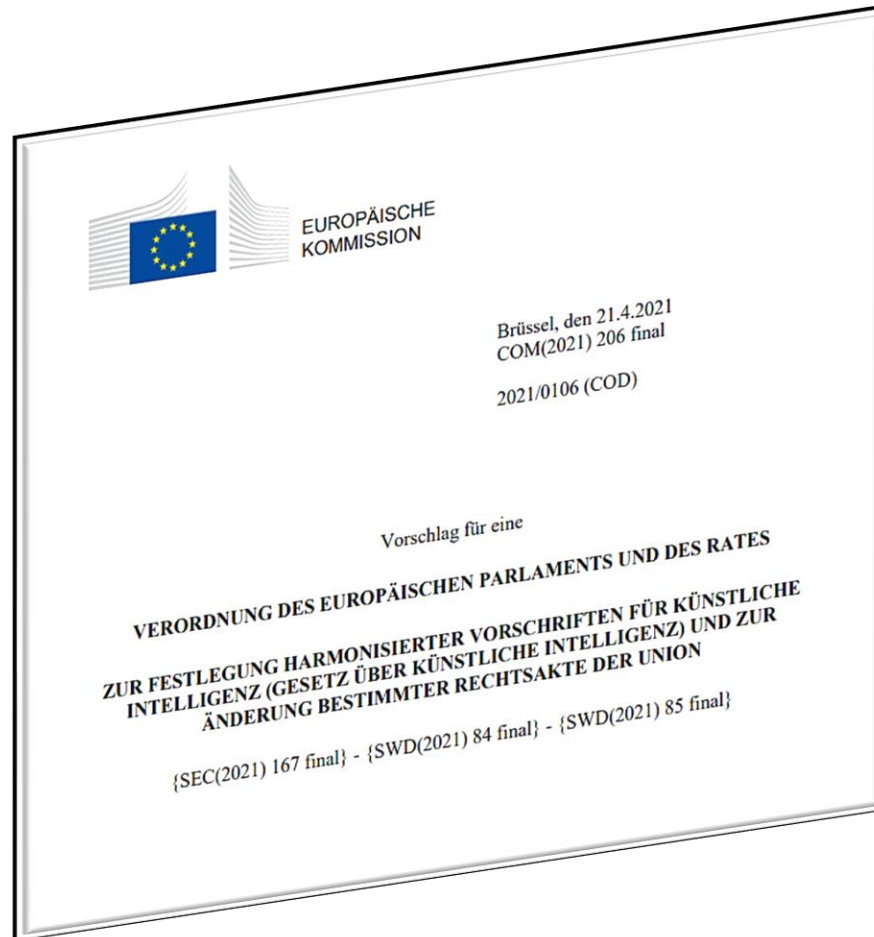 EUROPÄISCHE
KOMMISSION
Brüssel, den 21.4.2021
COM(2021) 206 final
2021/0106 (COD)
Vorschlag für eine
VERORDNUNG DES EUROPÄISCHEN PARLAMENTS UND DES RATES
ZUR FESTLEGUNG HARMONISIERTER VORSCHRIFTEN FÜR KÜNSTLICHE
INTELLIGENZ (GESETZ ÜBER KÜNSTLICHE INTELLIGENZ) UND ZUR
ÄNDERUNG BESTIMMTER RECHTSAKTE DER UNION
{SEC(2021) 167 final} - {SWD(2021) 84 final} - {SWD(2021) 85 final}